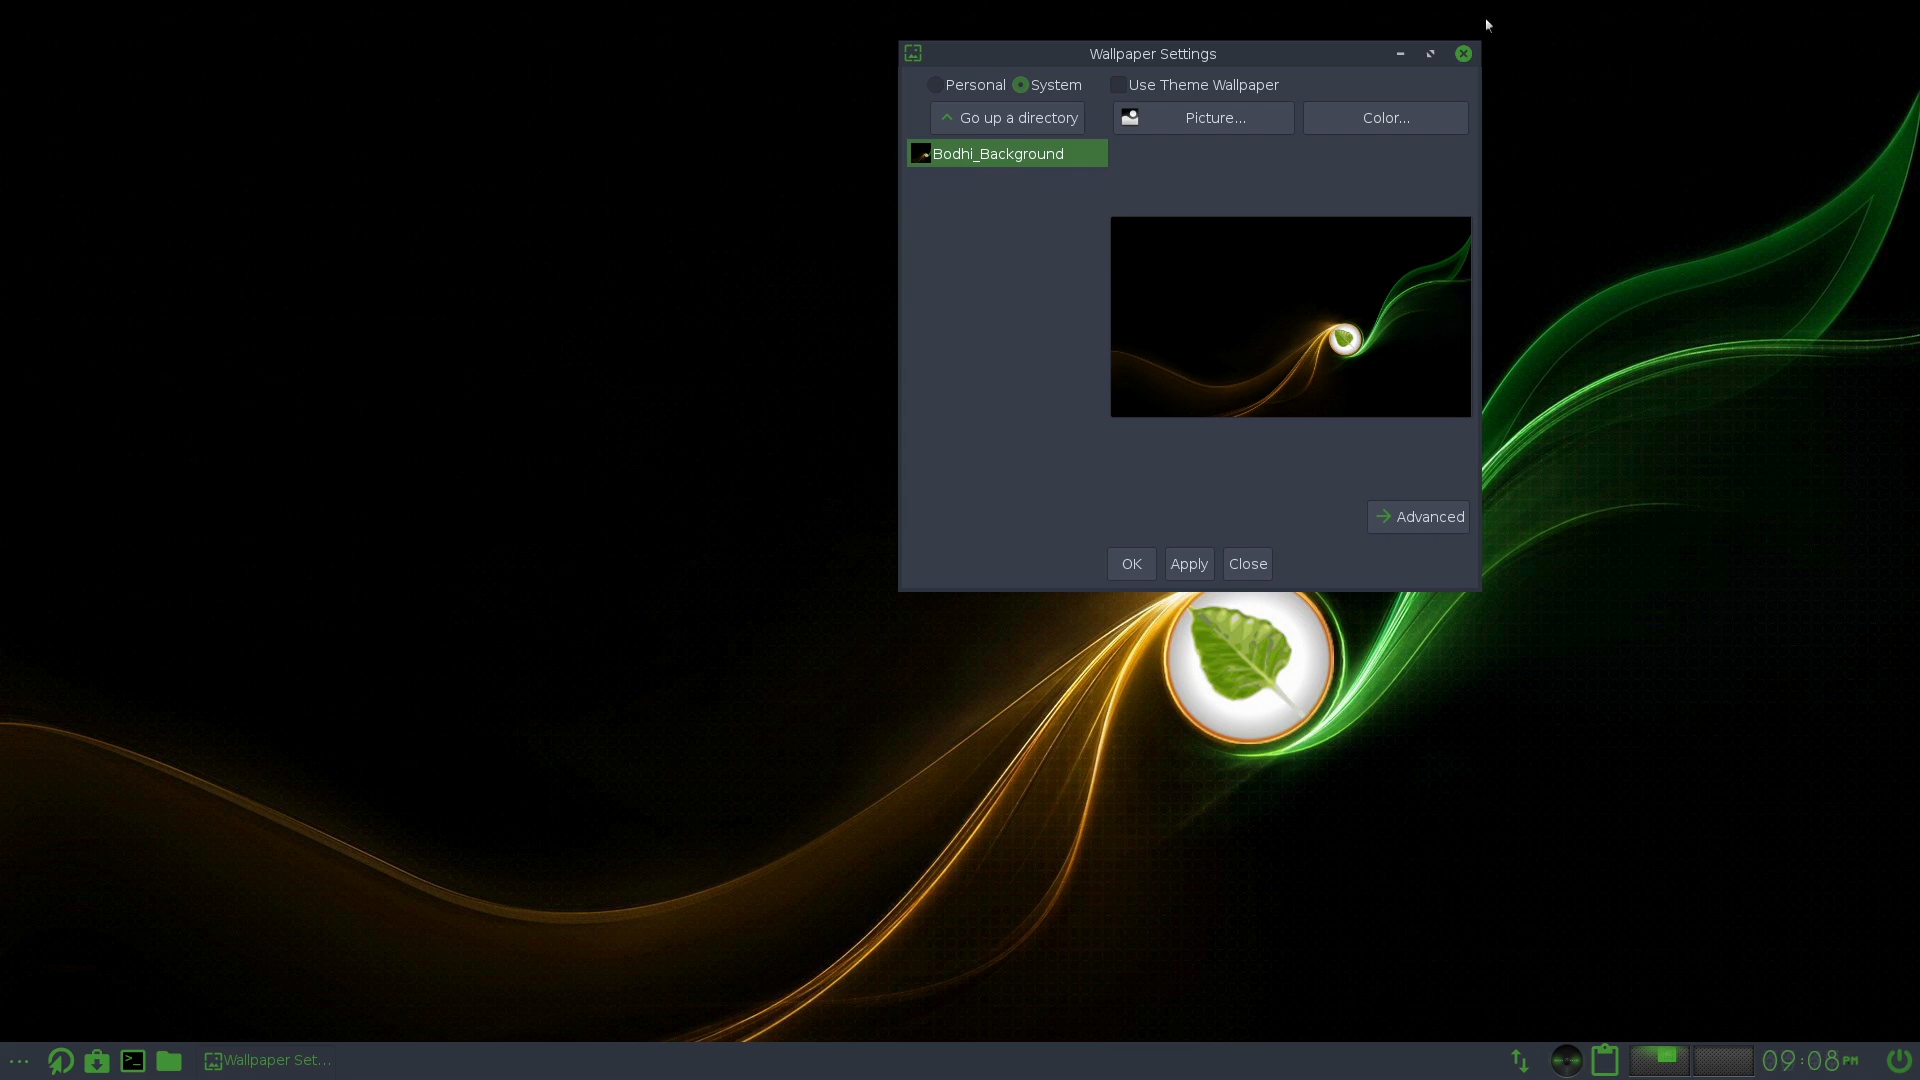 Wallpaper Settings
Personal System Use Theme Wallpaper
Go up a directory Picture... Color...
Bodhi_Background
Advanced
OK Apply Close
>_ Wallpaper Set... 09:08PM